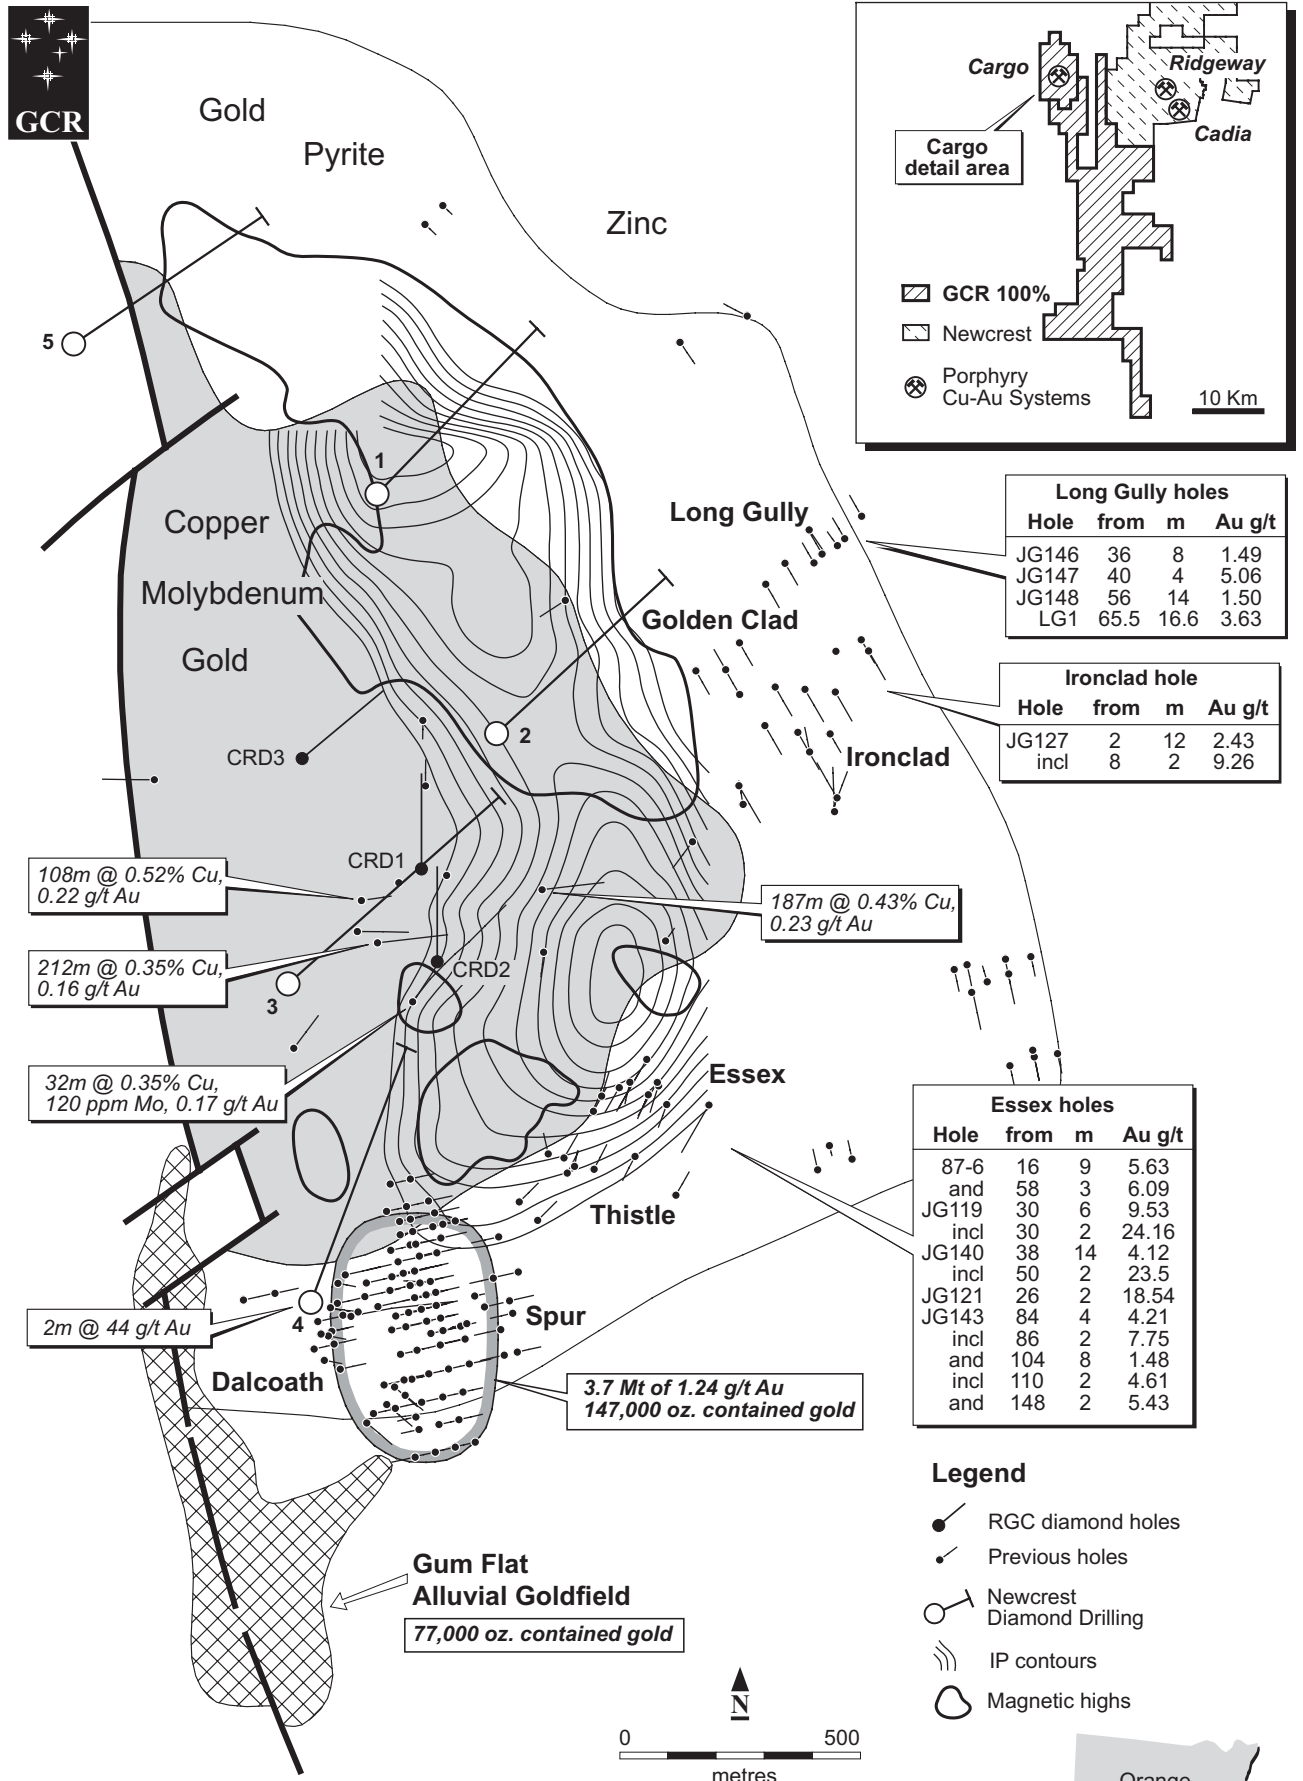 GCR
Gold
Pyrite
Zinc
Cargo
Ridgeway
Cadia
Cargo
detail area
GCR 100%
Newcrest
Porphyry
Cu-Au Systems
10 Km
5
1
Copper
Molybdenum
Gold
Long Gully
Golden Clad
Long Gully holes
Hole from m Au g/t
JG146 36 8 1.49
JG147 40 4 5.06
JG148 56 14 1.50
LG1 65.5 16.6 3.63
Ironclad hole
Hole from m Au g/t
JG127 2 12 2.43
incl 8 2 9.26
2
CRD3
Ironclad
CRD1
108m @ 0.52% Cu,
0.22 g/t Au
187m @ 0.43% Cu,
0.23 g/t Au
212m @ 0.35% Cu,
0.16 g/t Au
CRD2
3
32m @ 0.35% Cu,
120 ppm Mo, 0.17 g/t Au
Essex
Essex holes
Hole from m Au g/t
87-6 16 9 5.63
and 58 3 6.09
JG119 30 6 9.53
incl 30 2 24.16
JG140 38 14 4.12
incl 50 2 23.5
JG121 26 2 18.54
JG143 84 4 4.21
incl 86 2 7.75
and 104 8 1.48
incl 110 2 4.61
and 148 2 5.43
Thistle
2m @ 44 g/t Au
4
Spur
Dalcoath
3.7 Mt of 1.24 g/t Au
147,000 oz. contained gold
Legend
RGC diamond holes
Previous holes
Newcrest
Diamond Drilling
IP contours
Magnetic highs
Gum Flat
Alluvial Goldfield
77,000 oz. contained gold
N
0 500
metres
Orange